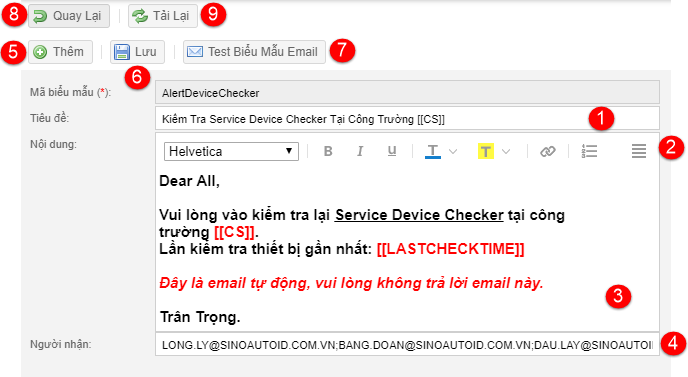 8 Quay Lại Tải Lại 9
5 Thêm Lưu Test Biểu Mẫu Email 7
6
Mã biểu mẫu (*): AlertDeviceChecker
Tiêu đề: Kiểm Tra Service Device Checker Tại Công Trường [[CS]] 1
Nội dung: Helvetica B I U T T 2
Dear All,
Vui lòng vào kiểm tra lại Service Device Checker tại công
trường [[CS]].
Lần kiểm tra thiết bị gần nhất: [[LASTCHECKTIME]]
Đây là email tự động, vui lòng không trả lời email này.
3
Trân Trọng.
Người nhận: LONG.LY@SINOAUTOID.COM.VN;BANG.DOAN@SINOAUTOID.COM.VN;DAU.LAY@SINOAUTOI 4